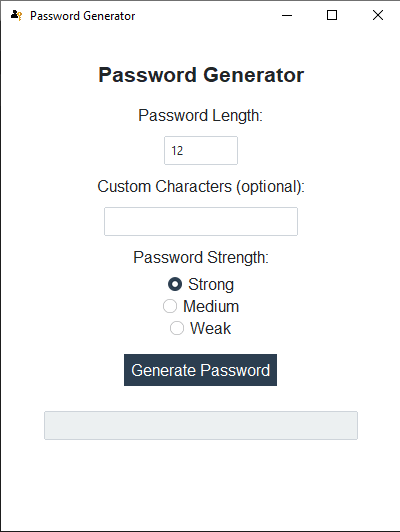 Password Generator
Password Generator
Password Length:
12
Custom Characters (optional):
Password Strength:
Strong
Medium
Weak
Generate Password